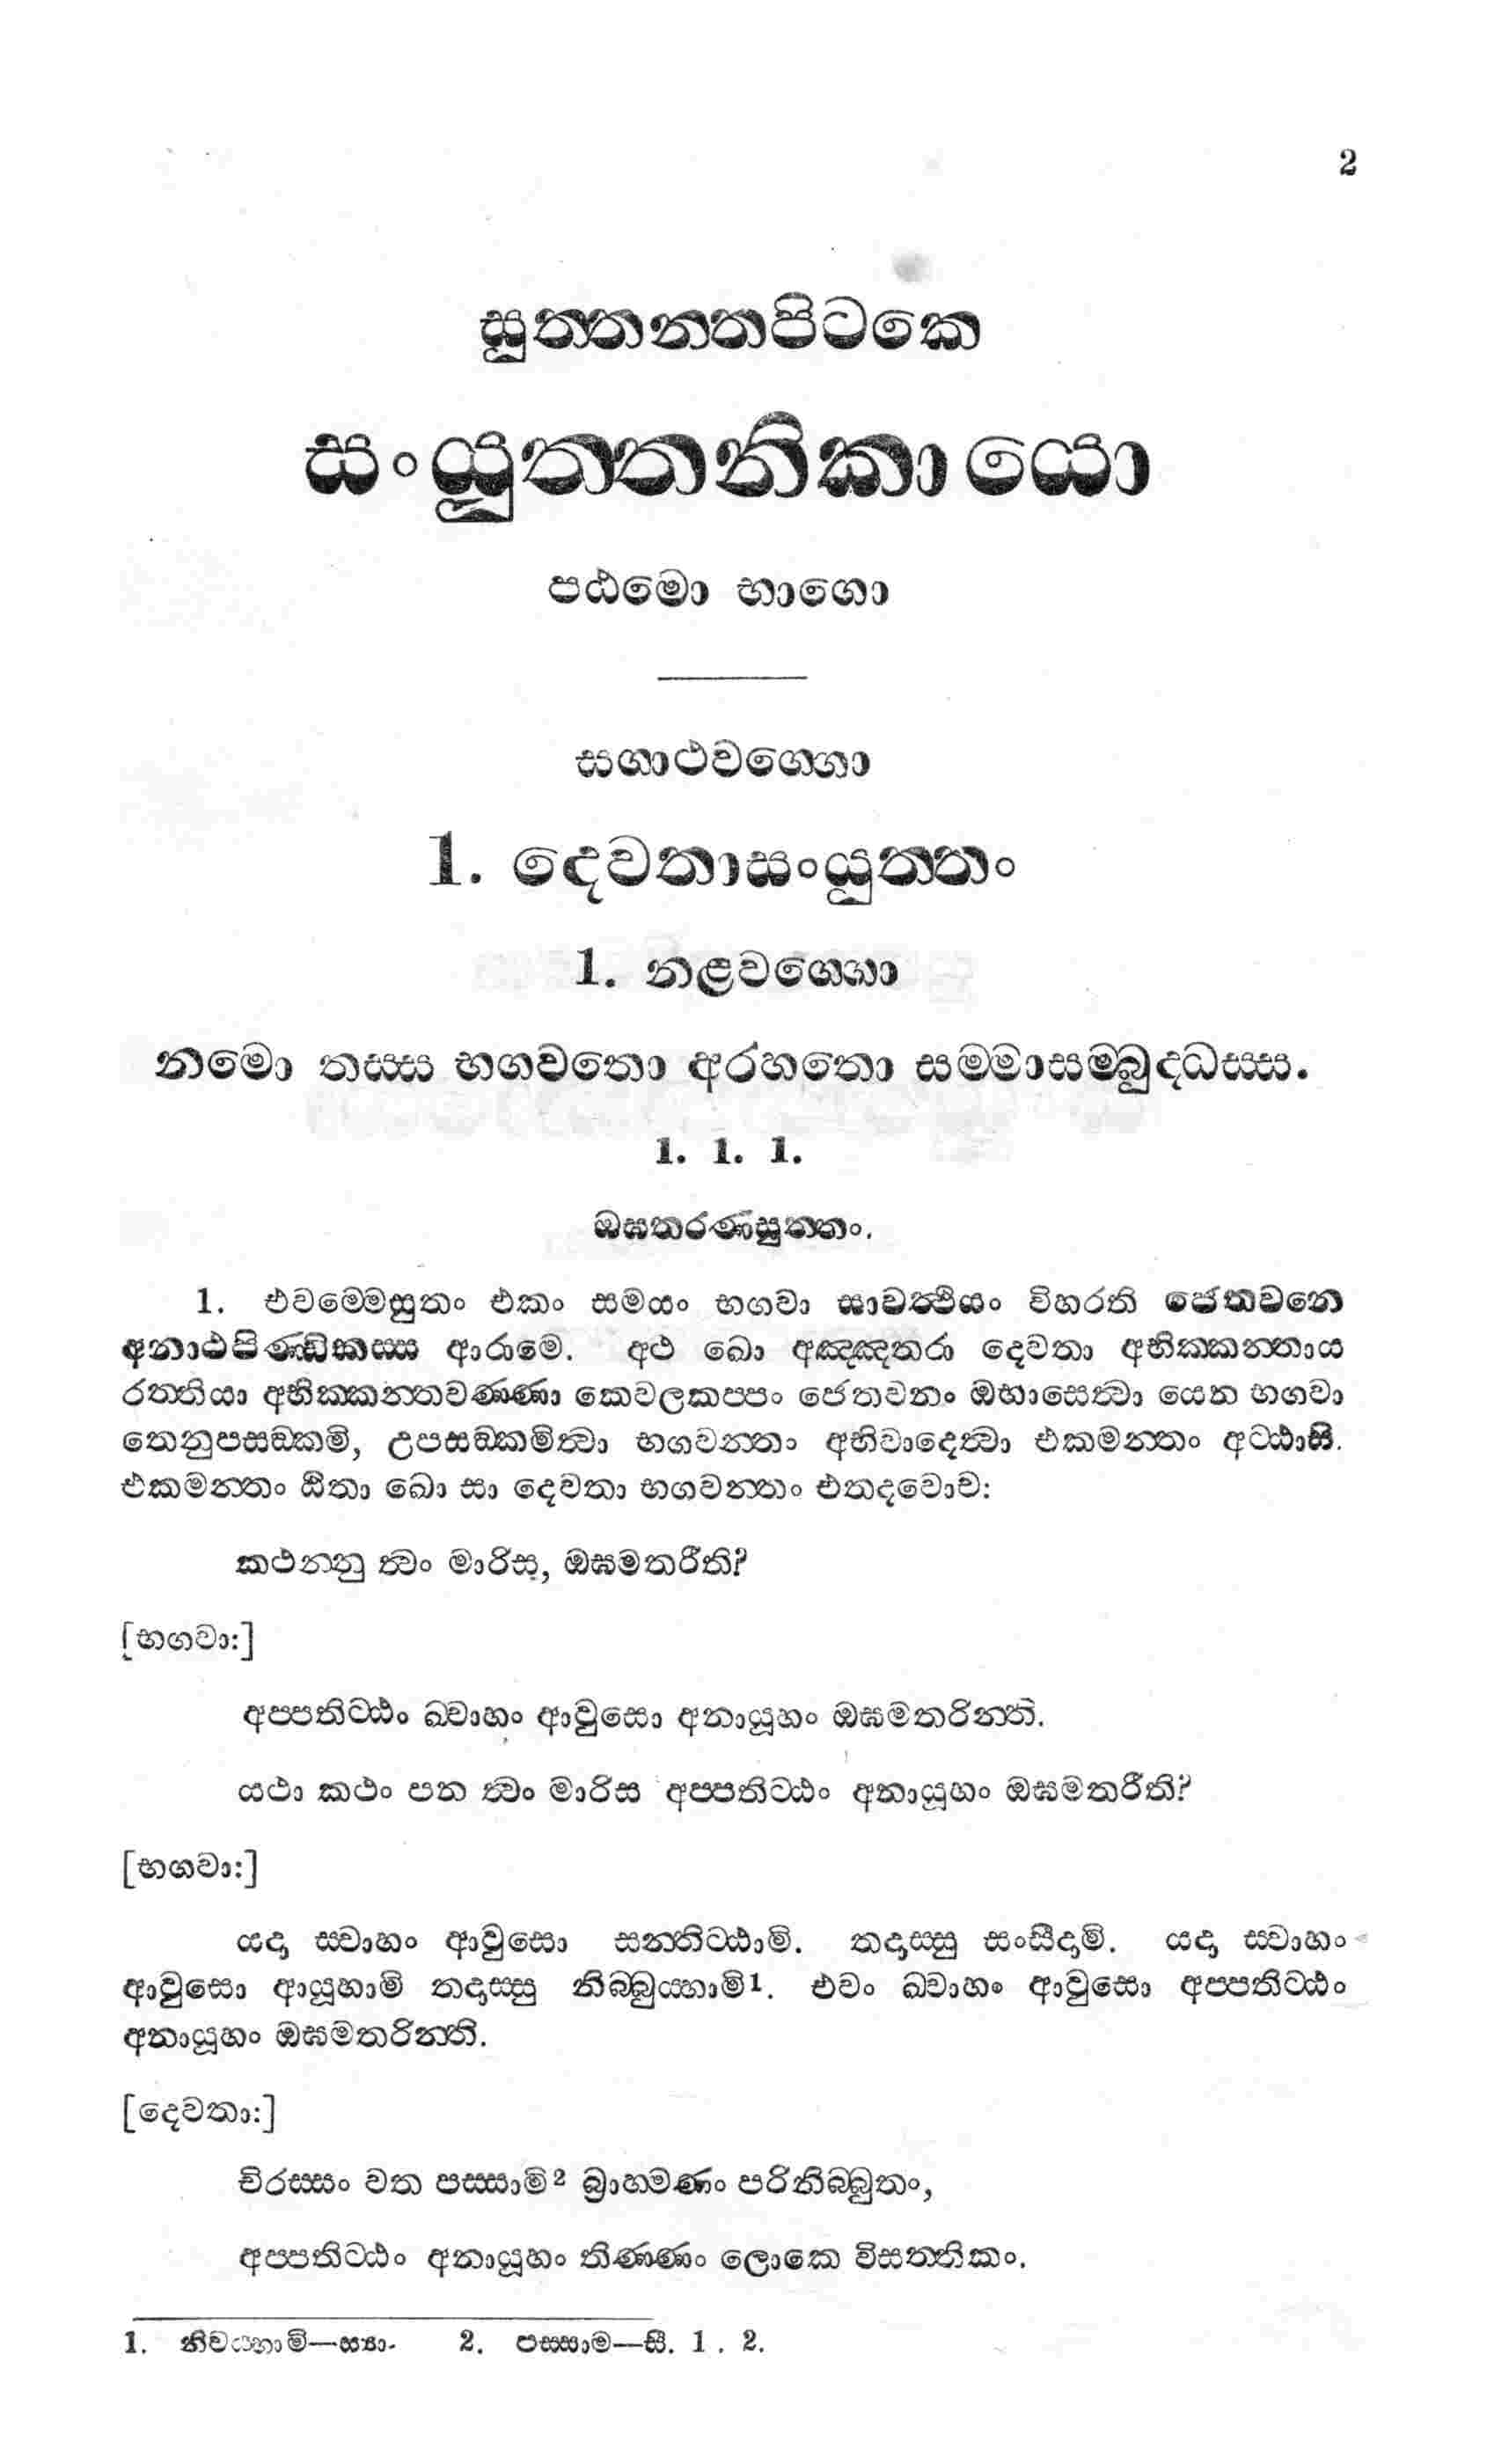 2
සුත්තන්තපිටකෙ
සංයුත්තනිකායො
පඨමො භාගො
සගාථවග්ගො
1. දෙවතාසංයුත්තං
1. නළවග්ගො
නමො තස්ස භගවතො අරහතො සම්මාසම්බුද්ධස්ස.
1. 1. 1.
ඔඝතරණසුත්තං.
1. එවම්මෙසුතං එකං සමයං භගවා සාවත්ථියං විහරති ජෙතවනෙ
අනාථපිණ්ඩිකස්ස ආරාමෙ. අථ ඛො අඤ්ඤතරා දෙවතා අභික්කන්තාය
රත්තියා අභික්කන්තවණ්ණා කෙවලකප්පං ජෙතවනං ඔභාසෙත්වා යෙන භගවා
තෙනුපසඞ්කමි, උපසඞ්කමිත්වා භගවන්තං අභිවාදෙත්වා එකමන්තං අට්ඨාසි.
එකමන්තං ඨිතා ඛො සා දෙවතා භගවන්තං එතදවොච:
කථන්නු ත්වං මාරිස, ඔඝමතරීති?
[භගවා:]
අප්පතිට්ඨං ඛ්වාහං ආවුසො අනායූහං ඔඝමතරින්ති.
යථා කථං පන ත්වං මාරිස අප්පතිට්ඨං අනායූහං ඔඝමතරීති?
[භගවා:]
යදා ස්වාහං ආවුසො සන්තිට්ඨාමි. තදාස්සු සංසීදාමි. යදා ස්වාහං
ආවුසො ආයූහාමි තදාස්සු නිබ්බුය්හාමි1. එවං ඛ්වාහං ආවුසො අප්පතිට්ඨං
අනායූහං ඔඝමතරින්ති.
[දෙවතා:]
චිරස්සං වත පස්සාමි2 බ්‍රාහ්මණං පරිනිබ්බුතං,
අප්පතිට්ඨං අනායූහං තිණ්ණං ලොකෙ විසත්තිකං.
1. නිවය්හාමි—ස්‍යා. 2. පස්සාම—සී. 1 . 2.